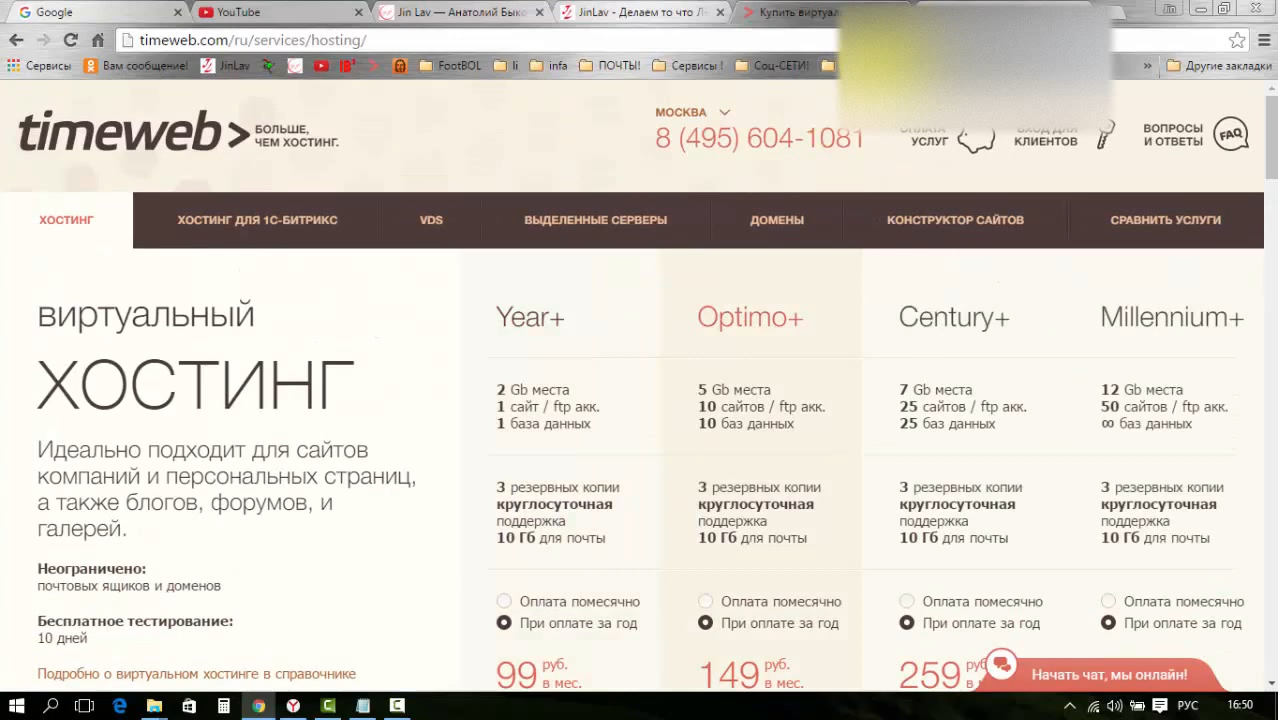 Google
YouTube
Jin Lav — Анатолий Быко
JinLav - Делаем то что Л
Купить виртуал
timeweb.com/ru/services/hosting/
Сервисы
Вам сообщение!
JinLav
FootBOL
li
infa
ПОЧТЫ!
Сервисы !
Соц-СЕТИ!
»
Другие закладки
timeweb>
БОЛЬШЕ,
ЧЕМ ХОСТИНГ.
МОСКВА
8 (495) 604-1081
ОПЛАТА
УСЛУГ
ВХОД ДЛЯ
КЛИЕНТОВ
ВОПРОСЫ
И ОТВЕТЫ
FAQ
ХОСТИНГ
ХОСТИНГ ДЛЯ 1С-БИТРИКС
VDS
ВЫДЕЛЕННЫЕ СЕРВЕРЫ
ДОМЕНЫ
КОНСТРУКТОР САЙТОВ
СРАВНИТЬ УСЛУГИ
виртуальный
ХОСТИНГ
Идеально подходит для сайтов
компаний и персональных страниц,
а также блогов, форумов, и
галерей.
Неограничено:
почтовых ящиков и доменов
Бесплатное тестирование:
10 дней
Подробно о виртуальном хостинге в справочнике
Year+
2 Gb места
1 сайт / ftp акк.
1 база данных
3 резервных копии
круглосуточная
поддержка
10 Гб для почты
Оплата помесячно
При оплате за год
99 руб.
в мес.
Optimo+
5 Gb места
10 сайтов / ftp акк.
10 баз данных
3 резервных копии
круглосуточная
поддержка
10 Гб для почты
Оплата помесячно
При оплате за год
149 руб.
в мес.
Century+
7 Gb места
25 сайтов / ftp акк.
25 баз данных
3 резервных копии
круглосуточная
поддержка
10 Гб для почты
Оплата помесячно
При оплате за год
259 руб
в
Millennium+
12 Gb места
50 сайтов / ftp акк.
∞ баз данных
3 резервных копии
круглосуточная
поддержка
10 Гб для почты
Оплата помесячно
При оплате за год
Начать чат, мы онлайн!
РУС
16:50